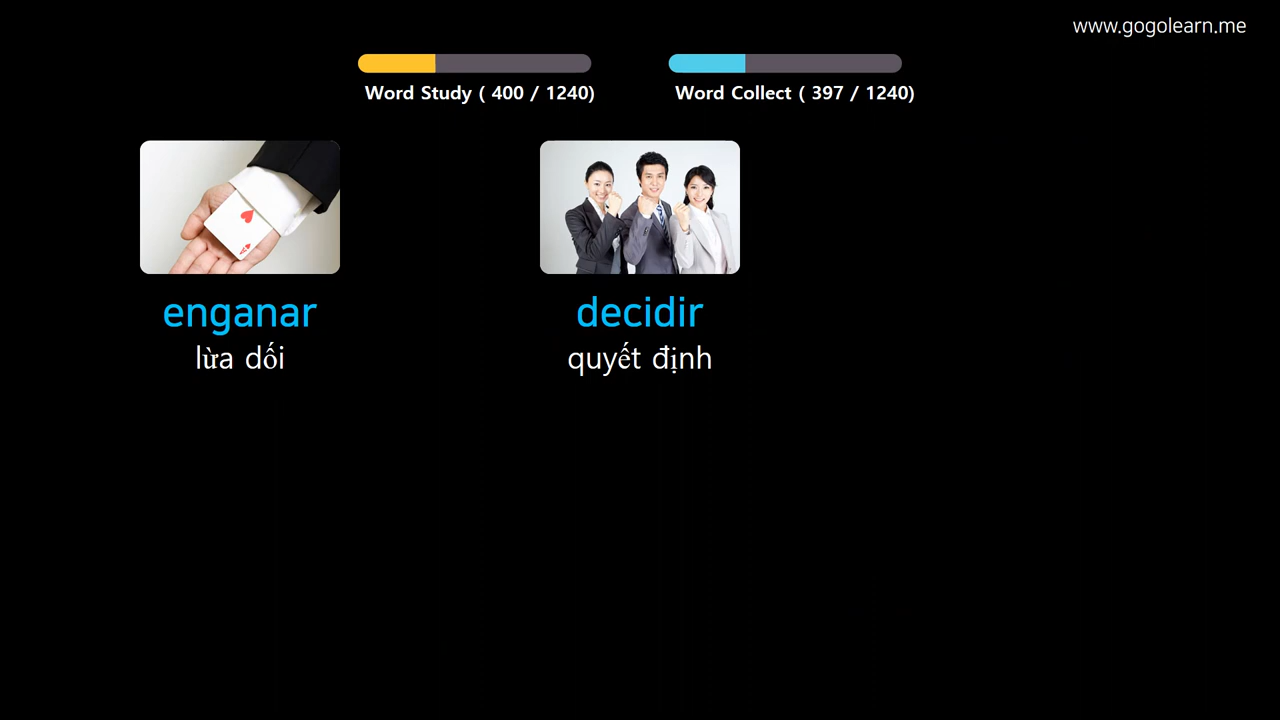 www.gogolearn.me
Word Study ( 400 / 1240)
Word Collect ( 397 / 1240)
enganar
lừa dối
decidir
quyết định